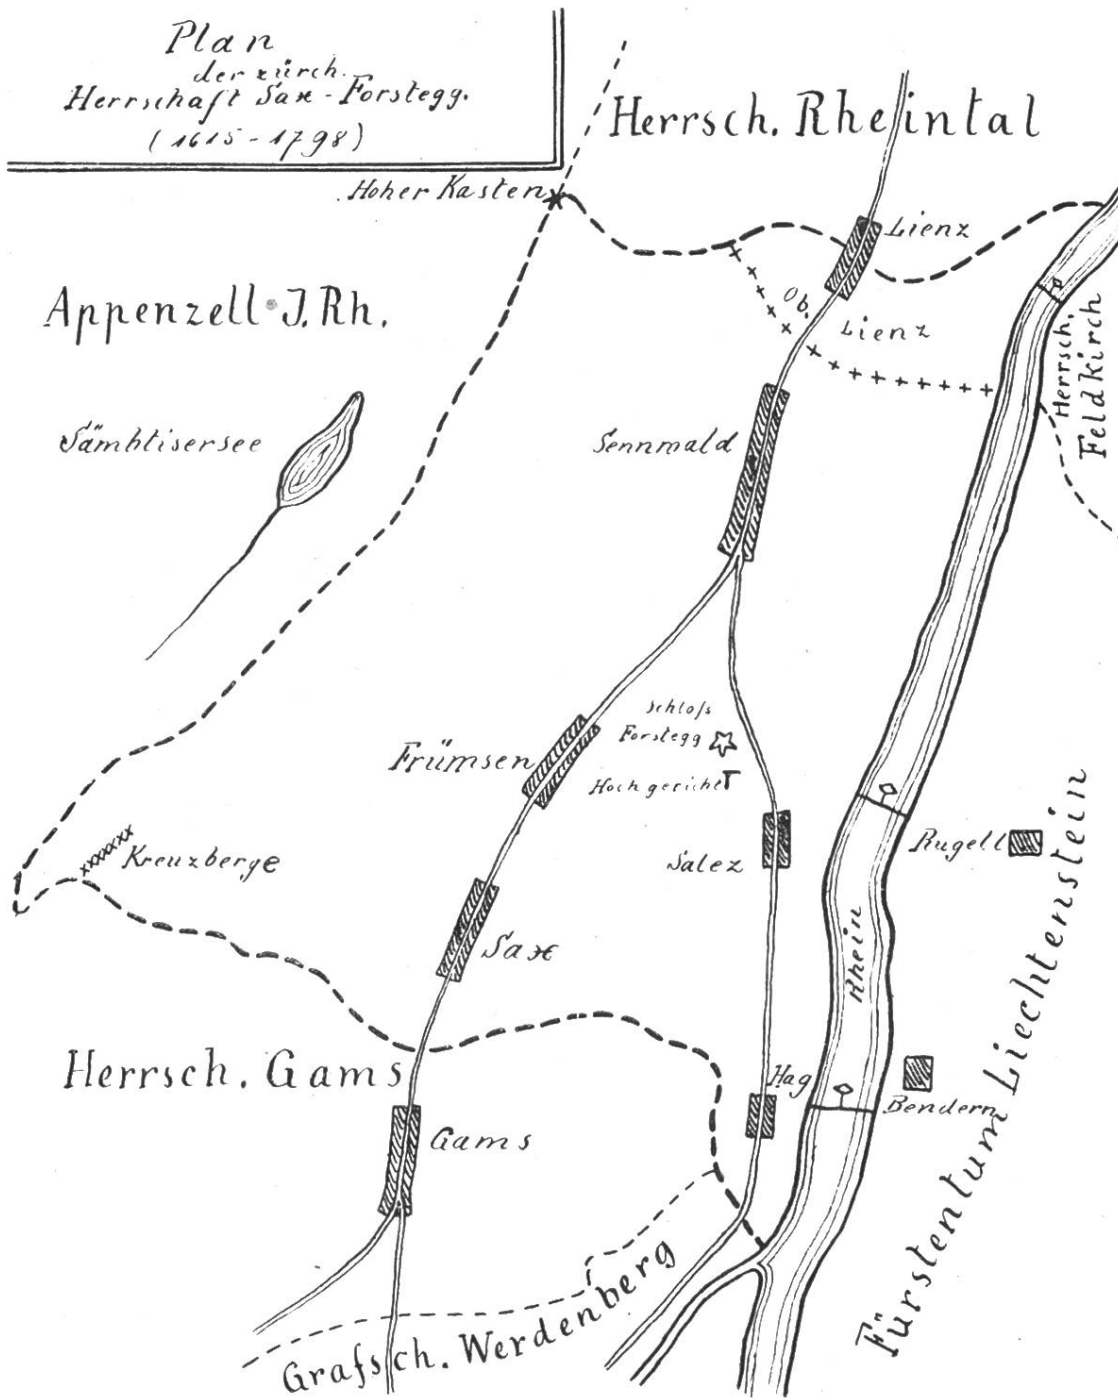 Plan
der zürch.
Herrschaft Sax-Forstegg.
(1615-1798)
Herrsch. Rheintal
Hoher Kasten
Lienz
Appenzell J. Rh.
Ob.
Lienz
Herrsch.
Feldkirch
Sämbtisersee
Sennwald
Schloss
Forstegg
Frümsen
Hochgericht
Rugell
Kreuzberge
Salez
Sax
Rhein
Herrsch. Gams
Hag
Bendern
Gams
Fürstentum Liechtenstein
Grafsch. Werdenberg